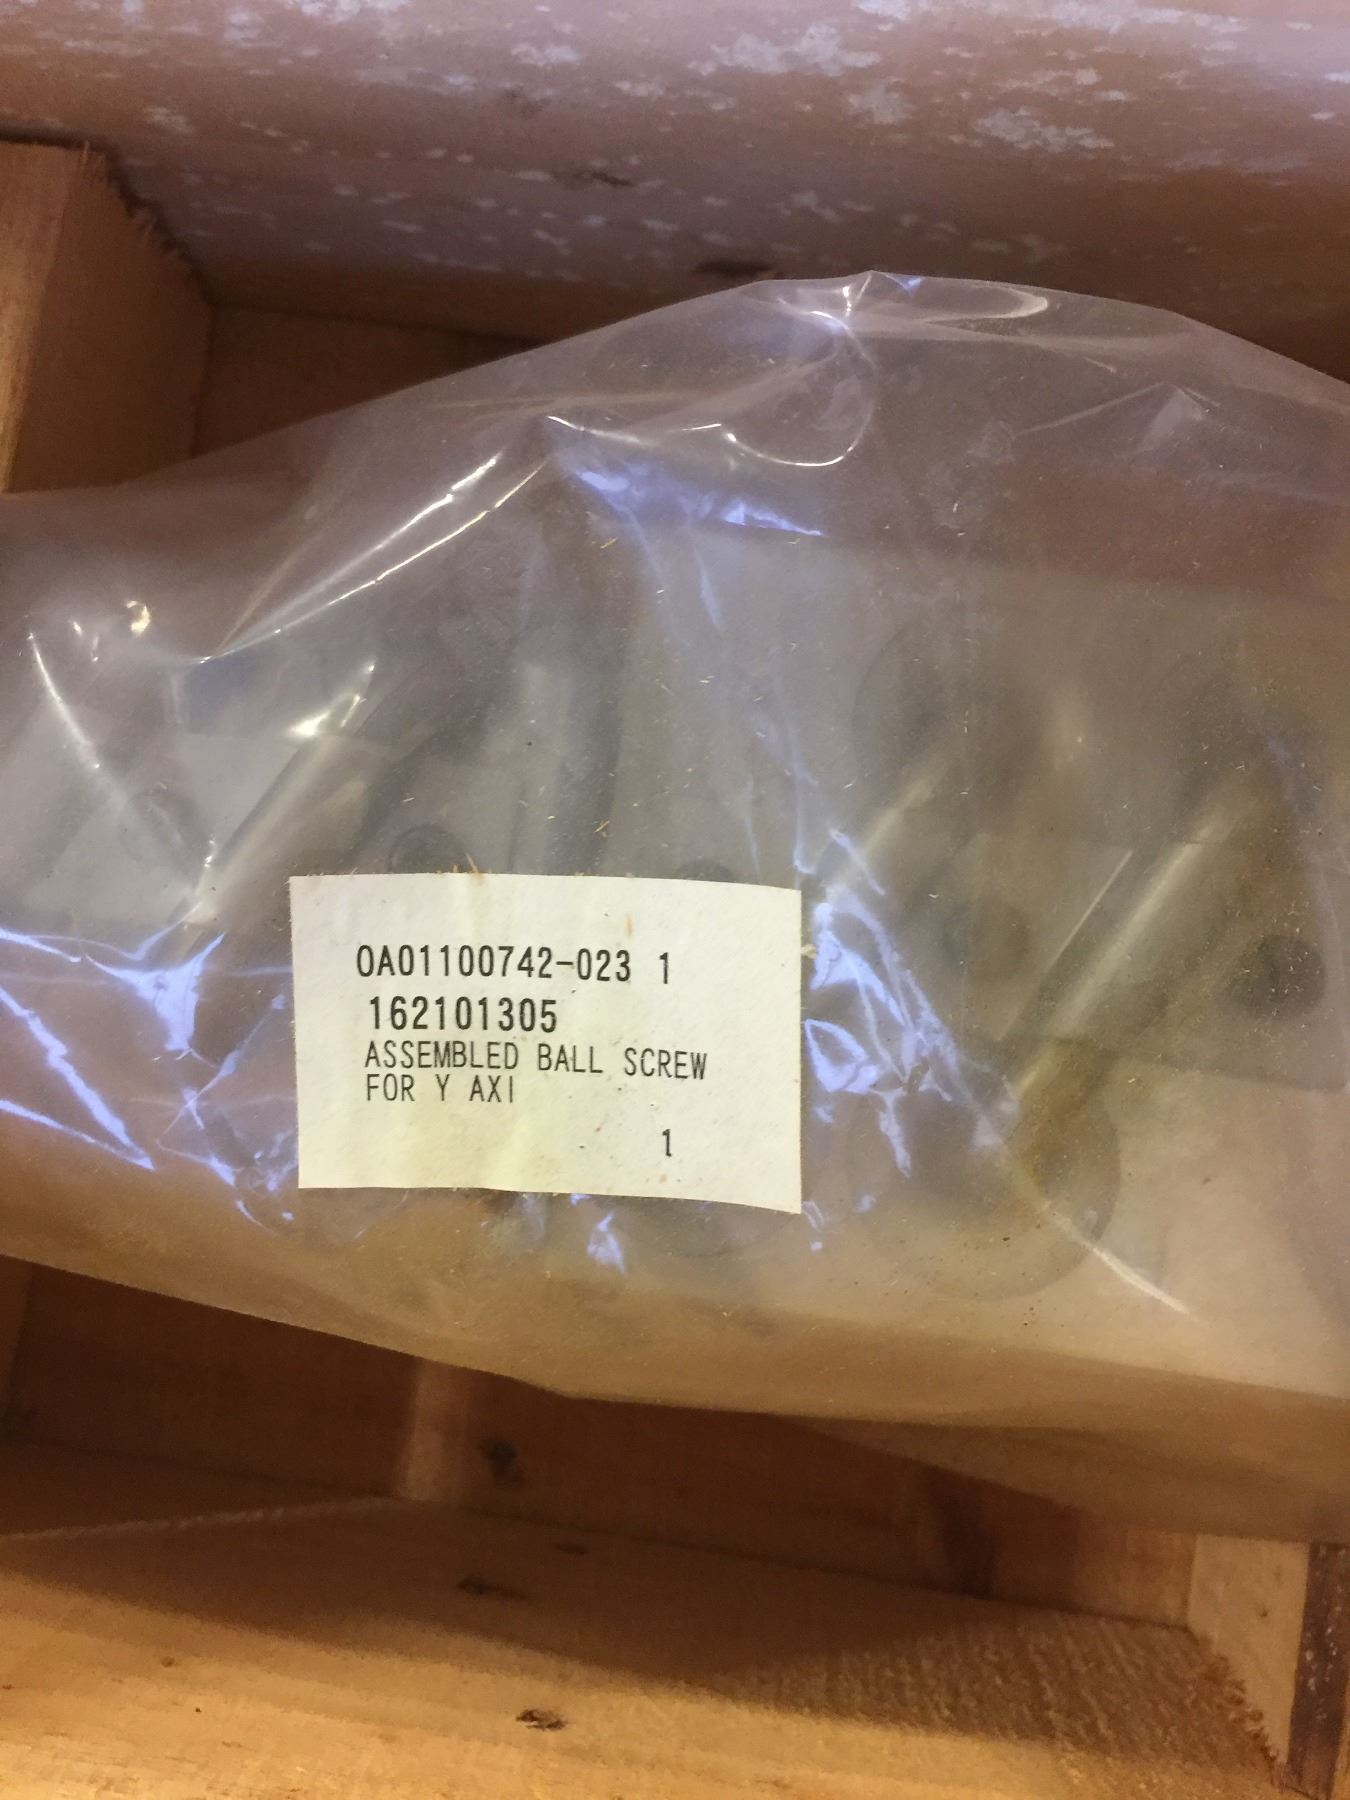 0A01100742-023 1
162101305
ASSEMBLED BALL SCREW
FOR Y AXI
1